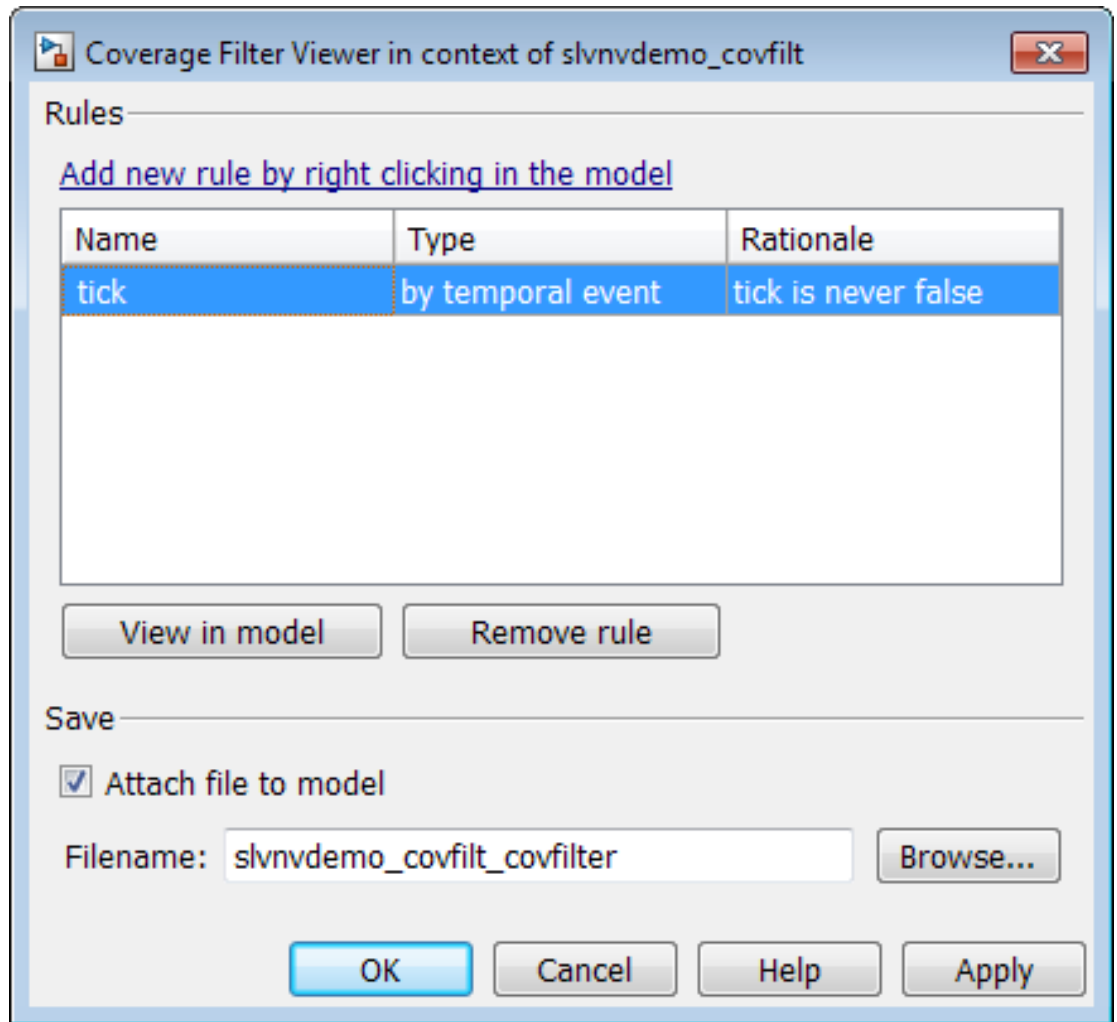 Coverage Filter Viewer in context of slvnvdemo_covfilt
Rules
Add new rule by right clicking in the model
Name Type Rationale
tick by temporal event tick is never false
View in model Remove rule
Save
Attach file to model
Filename: slvnvdemo_covfilt_covfilter Browse...
OK Cancel Help Apply